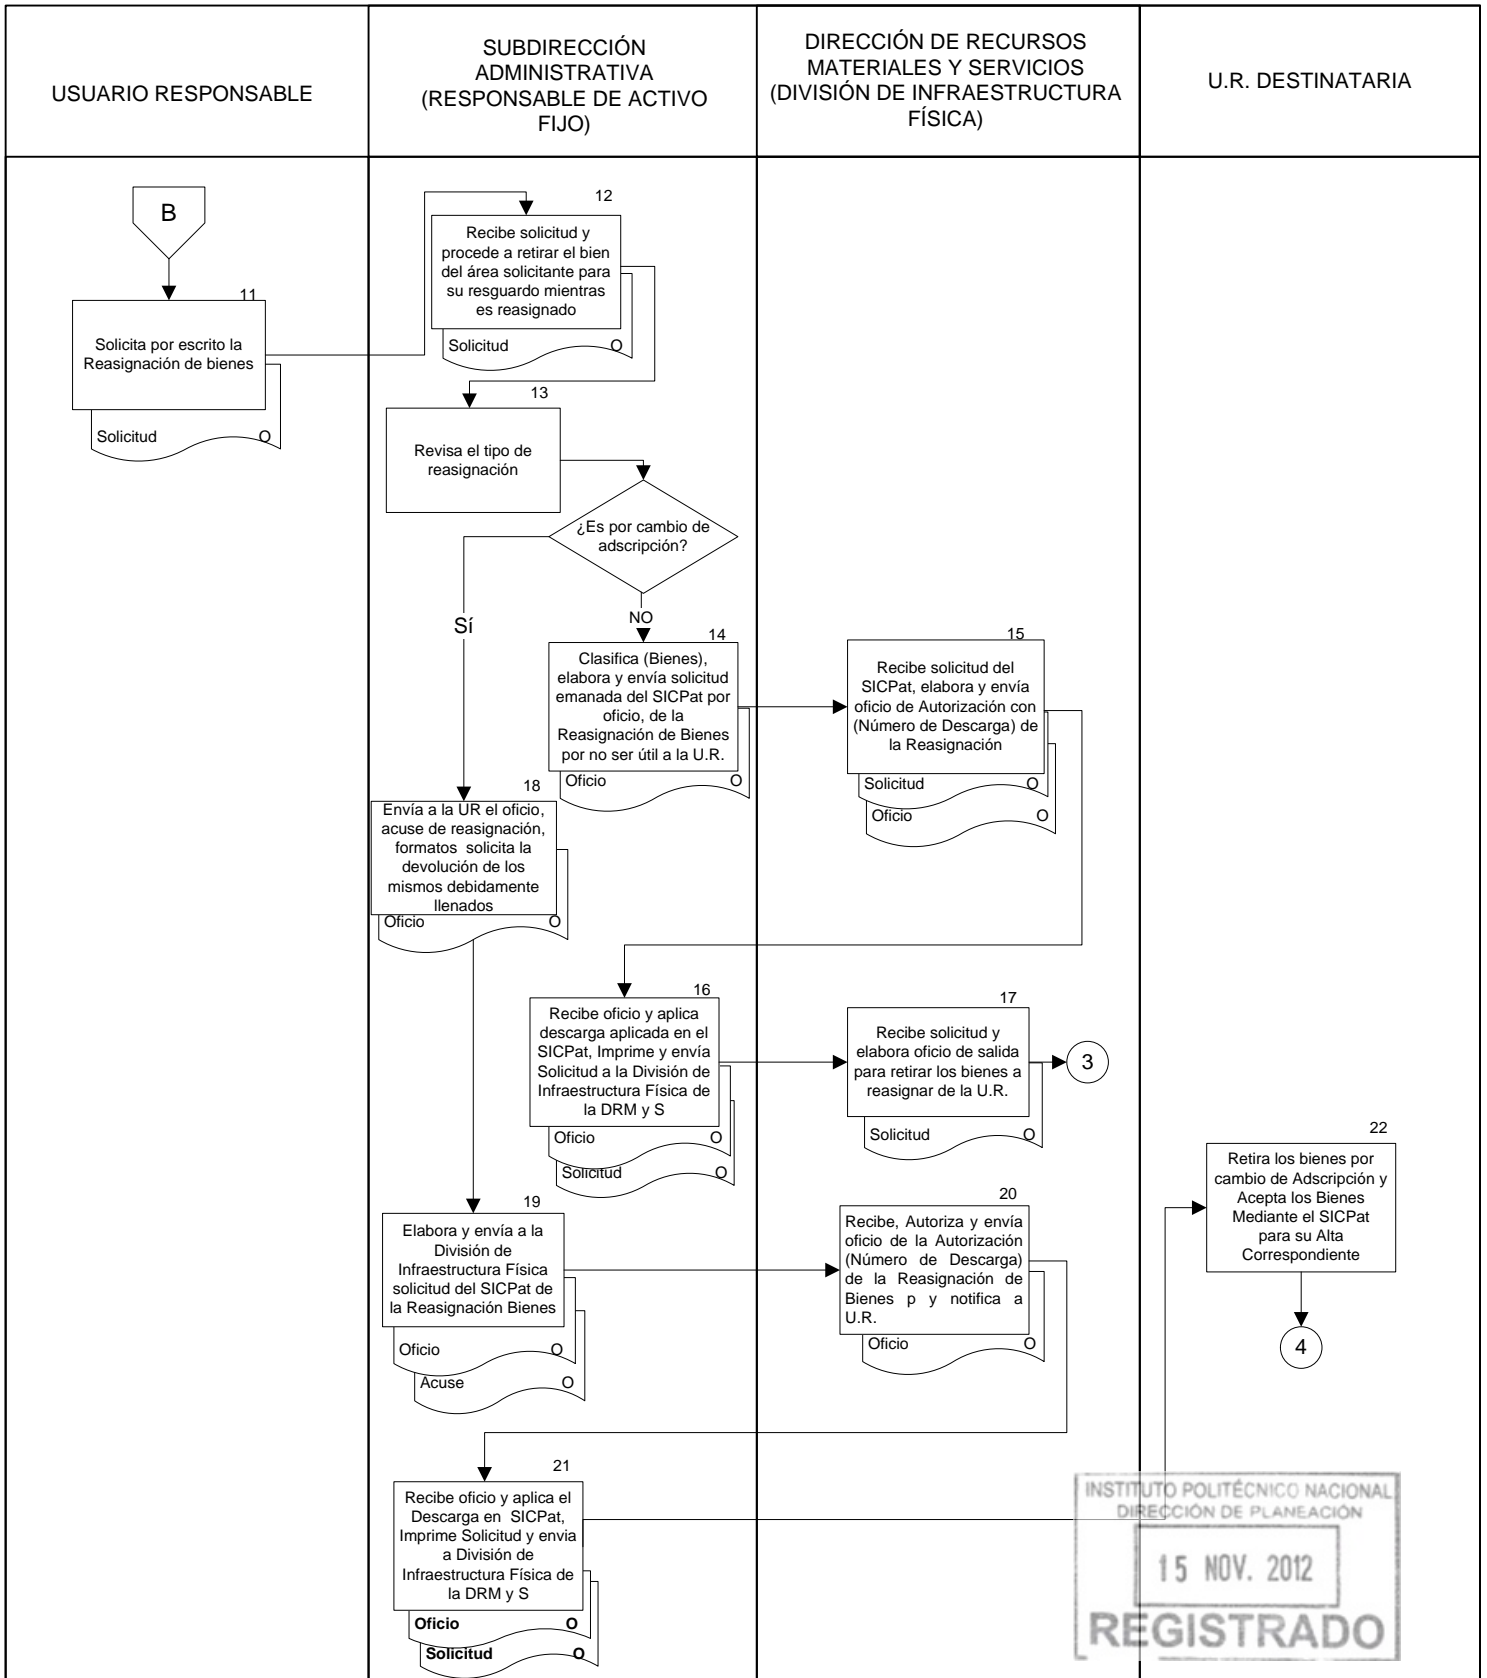 USUARIO RESPONSABLE
SUBDIRECCIÓN
ADMINISTRATIVA
(RESPONSABLE DE ACTIVO
FIJO)
DIRECCIÓN DE RECURSOS
MATERIALES Y SERVICIOS
(DIVISIÓN DE INFRAESTRUCTURA
FÍSICA)
U.R. DESTINATARIA
B
11
Solicita por escrito la
Reasignación de bienes
Solicitud O
12
Recibe solicitud y
procede a retirar el bien
del área solicitante para
su resguardo mientras
es reasignado
Solicitud O
13
Revisa el tipo de
reasignación
¿Es por cambio de
adscripción?
Sí
NO
14
Clasifica (Bienes),
elabora y envía solicitud
emanada del SICPat por
oficio, de la
Reasignación de Bienes
por no ser útil a la U.R.
Oficio O
15
Recibe solicitud del
SICPat, elabora y envía
oficio de Autorización con
(Número de Descarga) de
la Reasignación
Solicitud O
Oficio O
18
Envía a la UR el oficio,
acuse de reasignación,
formatos solicita la
devolución de los
mismos debidamente
llenados
Oficio O
16
Recibe oficio y aplica
descarga aplicada en el
SICPat, Imprime y envía
Solicitud a la División de
Infraestructura Física de
la DRM y S
Oficio O
Solicitud O
17
Recibe solicitud y
elabora oficio de salida
para retirar los bienes a
reasignar de la U.R.
Solicitud O
3
19
Elabora y envía a la
División de
Infraestructura Física
solicitud del SICPat de
la Reasignación Bienes
Oficio O
Acuse O
20
Recibe, Autoriza y envía
oficio de la Autorización
(Número de Descarga)
de la Reasignación de
Bienes p y notifica a
U.R.
Oficio O
22
Retira los bienes por
cambio de Adscripción y
Acepta los Bienes
Mediante el SICPat
para su Alta
Correspondiente
4
21
Recibe oficio y aplica el
Descarga en SICPat,
Imprime Solicitud y envia
a División de
Infraestructura Física de
la DRM y S
Oficio O
Solicitud O
INSTITUTO POLITÉCNICO NACIONAL
DIRECCIÓN DE PLANEACIÓN
15 NOV. 2012
REGISTRADO